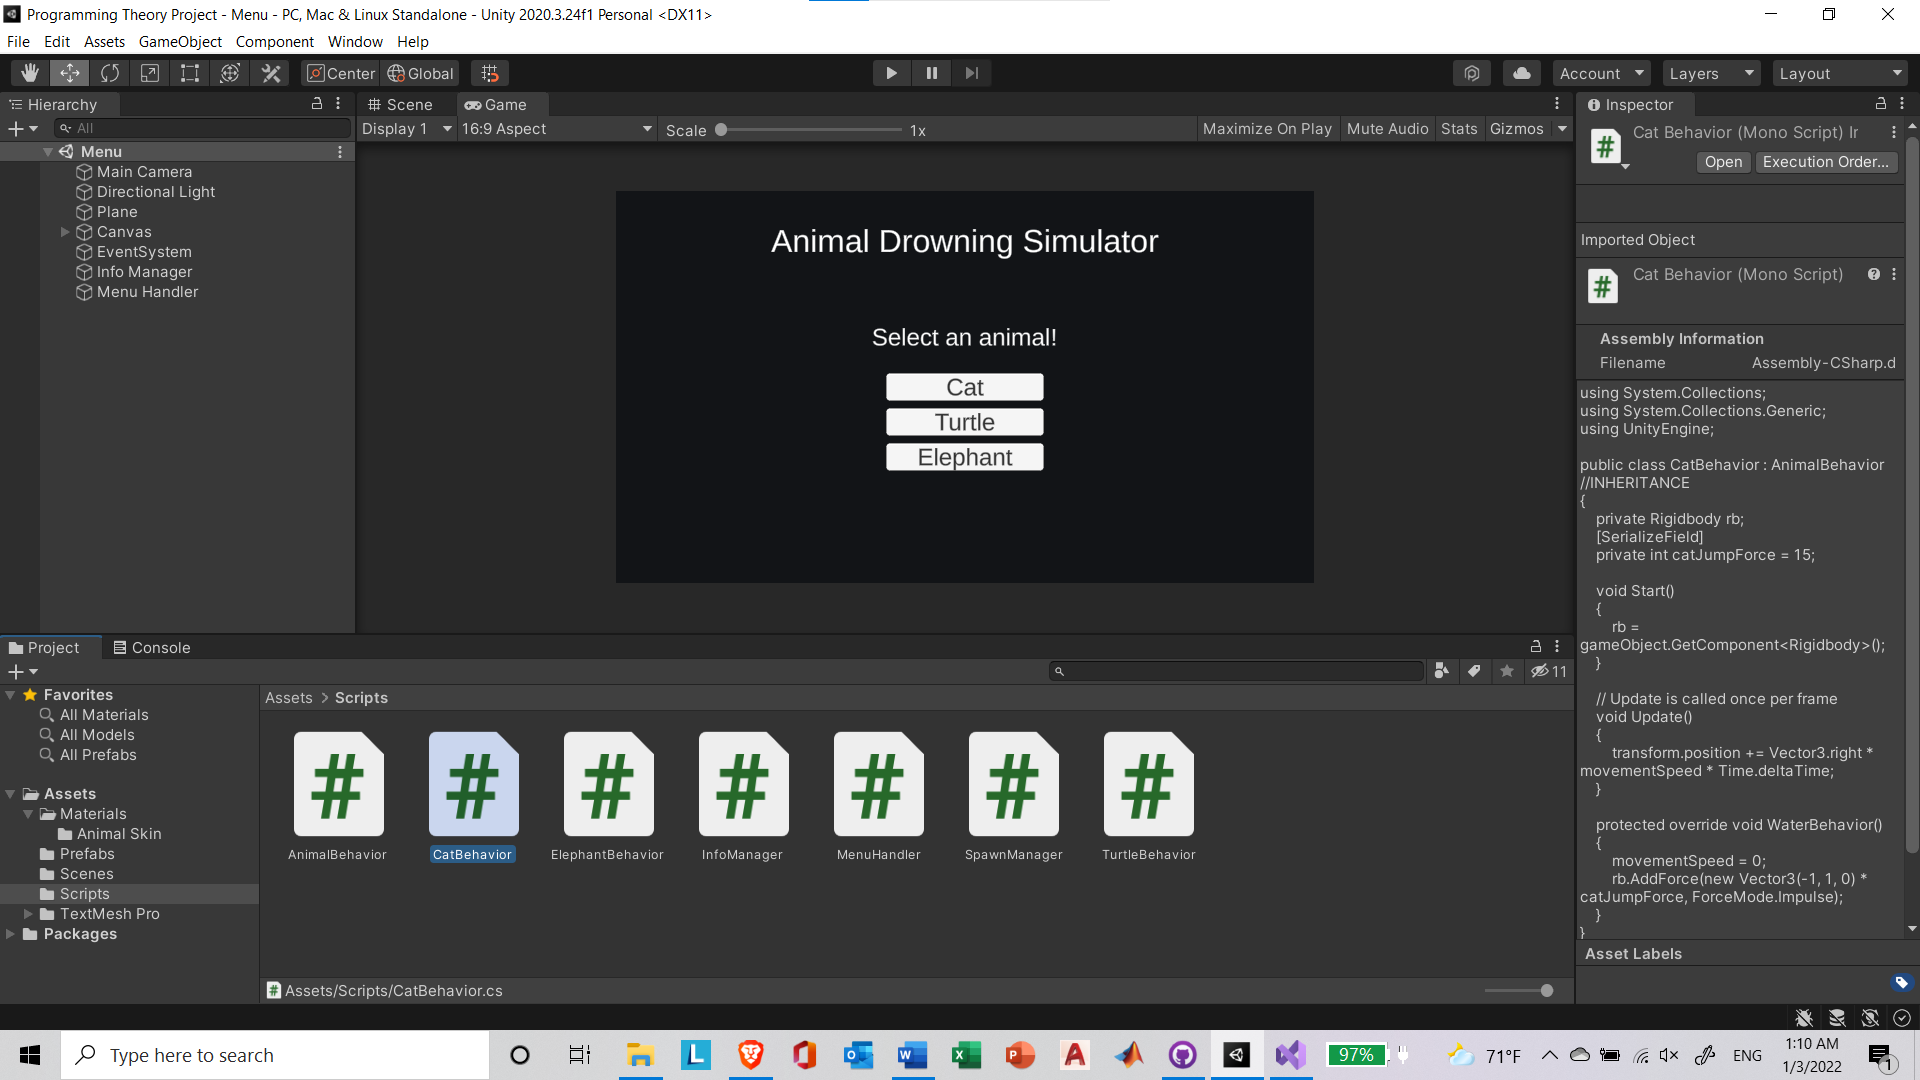 Programming Theory Project - Menu - PC, Mac & Linux Standalone - Unity 2020.3.24f1 Personal <DX11>
File Edit Assets GameObject Component Window Help
Center Global Account Layers Layout
Hierarchy
All
Menu
Main Camera
Directional Light
Plane
Canvas
EventSystem
Info Manager
Menu Handler
Scene Game
Display 1 16:9 Aspect Scale 1x Maximize On Play Mute Audio Stats Gizmos
Animal Drowning Simulator
Select an animal!
Cat
Turtle
Elephant
Inspector
Cat Behavior (Mono Script) Ir
Open Execution Order...
Imported Object
Cat Behavior (Mono Script)
Assembly Information
Filename Assembly-CSharp.d
using System.Collections;
using System.Collections.Generic;
using UnityEngine;
public class CatBehavior : AnimalBehavior
//INHERITANCE
{
private Rigidbody rb;
[SerializeField]
private int catJumpForce = 15;
void Start()
{
rb =
gameObject.GetComponent<Rigidbody>();
}
// Update is called once per frame
void Update()
{
transform.position += Vector3.right *
movementSpeed * Time.deltaTime;
}
protected override void WaterBehavior()
{
movementSpeed = 0;
rb.AddForce(new Vector3(-1, 1, 0) *
catJumpForce, ForceMode.Impulse);
}
}
Asset Labels
Project Console
11
Favorites
All Materials
All Models
All Prefabs
Assets
Materials
Animal Skin
Prefabs
Scenes
Scripts
TextMesh Pro
Packages
Assets > Scripts
AnimalBehavior CatBehavior ElephantBehavior InfoManager MenuHandler SpawnManager TurtleBehavior
Assets/Scripts/CatBehavior.cs
Type here to search
97%
71°F
ENG
1:10 AM
1/3/2022
1